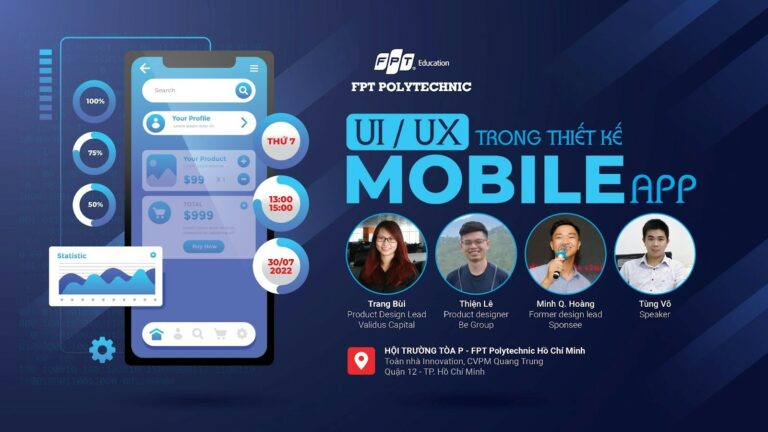 FPT Education
FPT POLYTECHNIC
UI / UX TRONG THIẾT KẾ
MOBILE APP
100%
75%
50%
Statistic
Search
Your Profile
Your Product
$99
X 1
TOTAL
$999
Buy Now
THỨ 7
13:00
15:00
30/07
2022
Trang Bùi
Product Design Lead
Validus Capital
Thiện Lê
Product designer
Be Group
Minh Q. Hoàng
Former design lead
Sponsee
Tùng Võ
Speaker
HỘI TRƯỜNG TÒA P - FPT Polytechnic Hồ Chí Minh
Toàn nhà Innovation, CVPM Quang Trung
Quận 12 - TP. Hồ Chí Minh